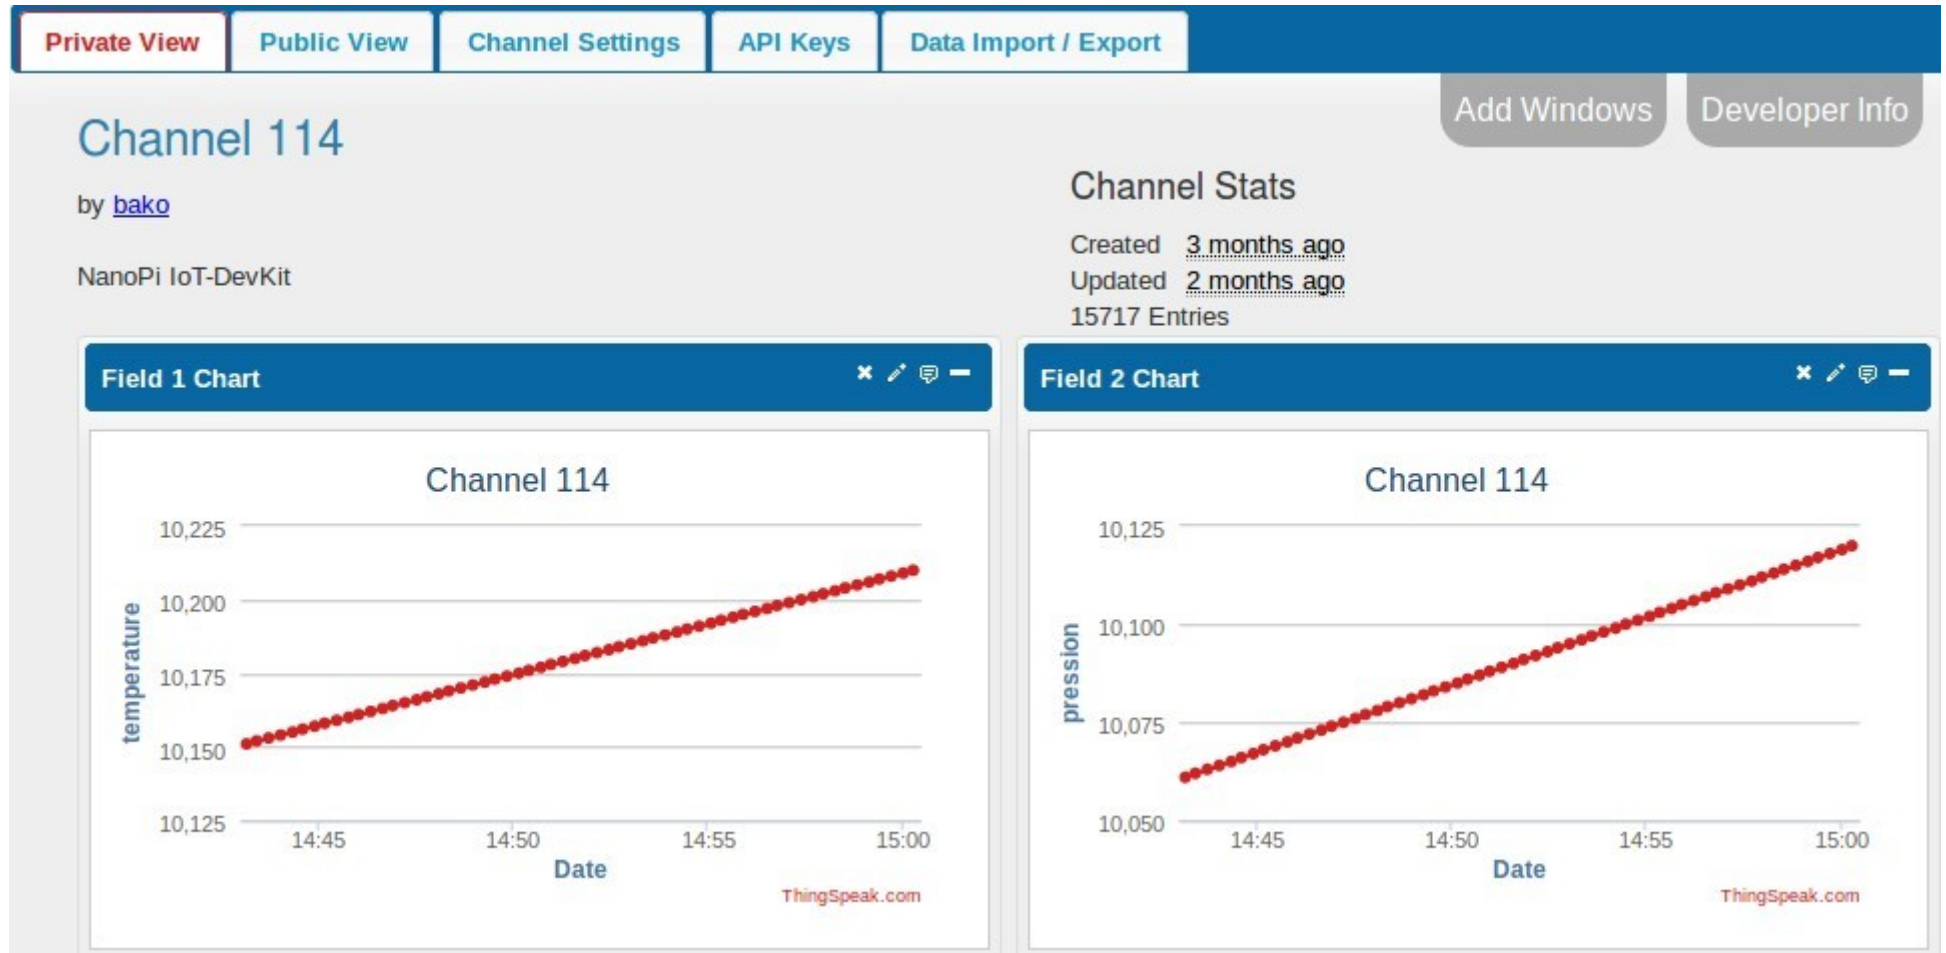 Private View
Public View
Channel Settings
API Keys
Data Import / Export
Add Windows
Developer Info
Channel 114
by bako
NanoPi IoT-DevKit
Channel Stats
Created 3 months ago
Updated 2 months ago
15717 Entries
Field 1 Chart
Channel 114
temperature
10,225
10,200
10,175
10,150
10,125
14:45 14:50 14:55 15:00
Date
ThingSpeak.com
Field 2 Chart
Channel 114
pression
10,125
10,100
10,075
10,050
14:45 14:50 14:55 15:00
Date
ThingSpeak.com